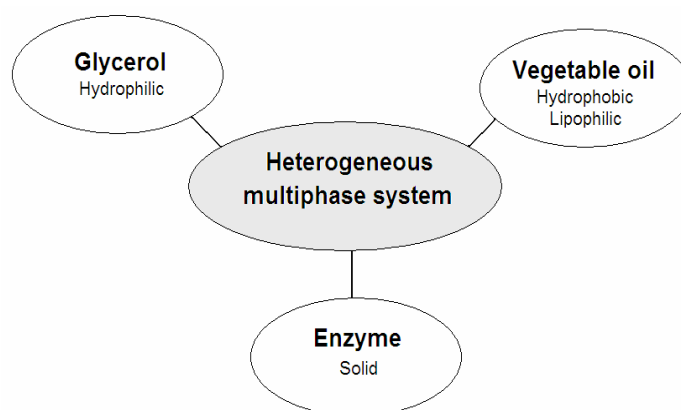 Glycerol
Hydrophilic
Vegetable oil
Hydrophobic
Lipophilic
Heterogeneous
multiphase system
Enzyme
Solid